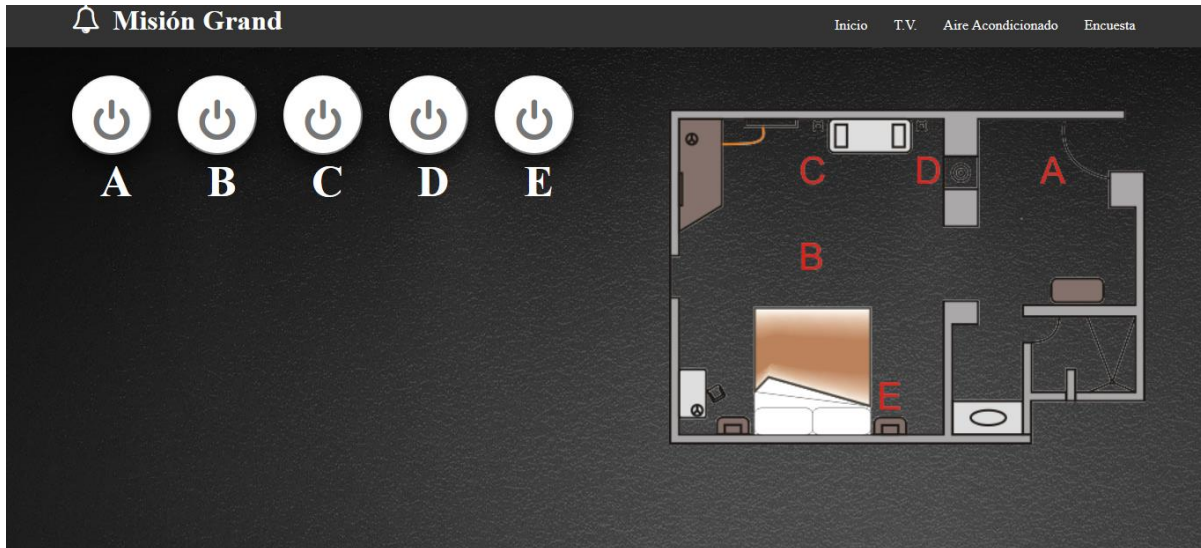 Misión Grand
Inicio T.V. Aire Acondicionado Encuesta
A B C D E
C D A
B
E